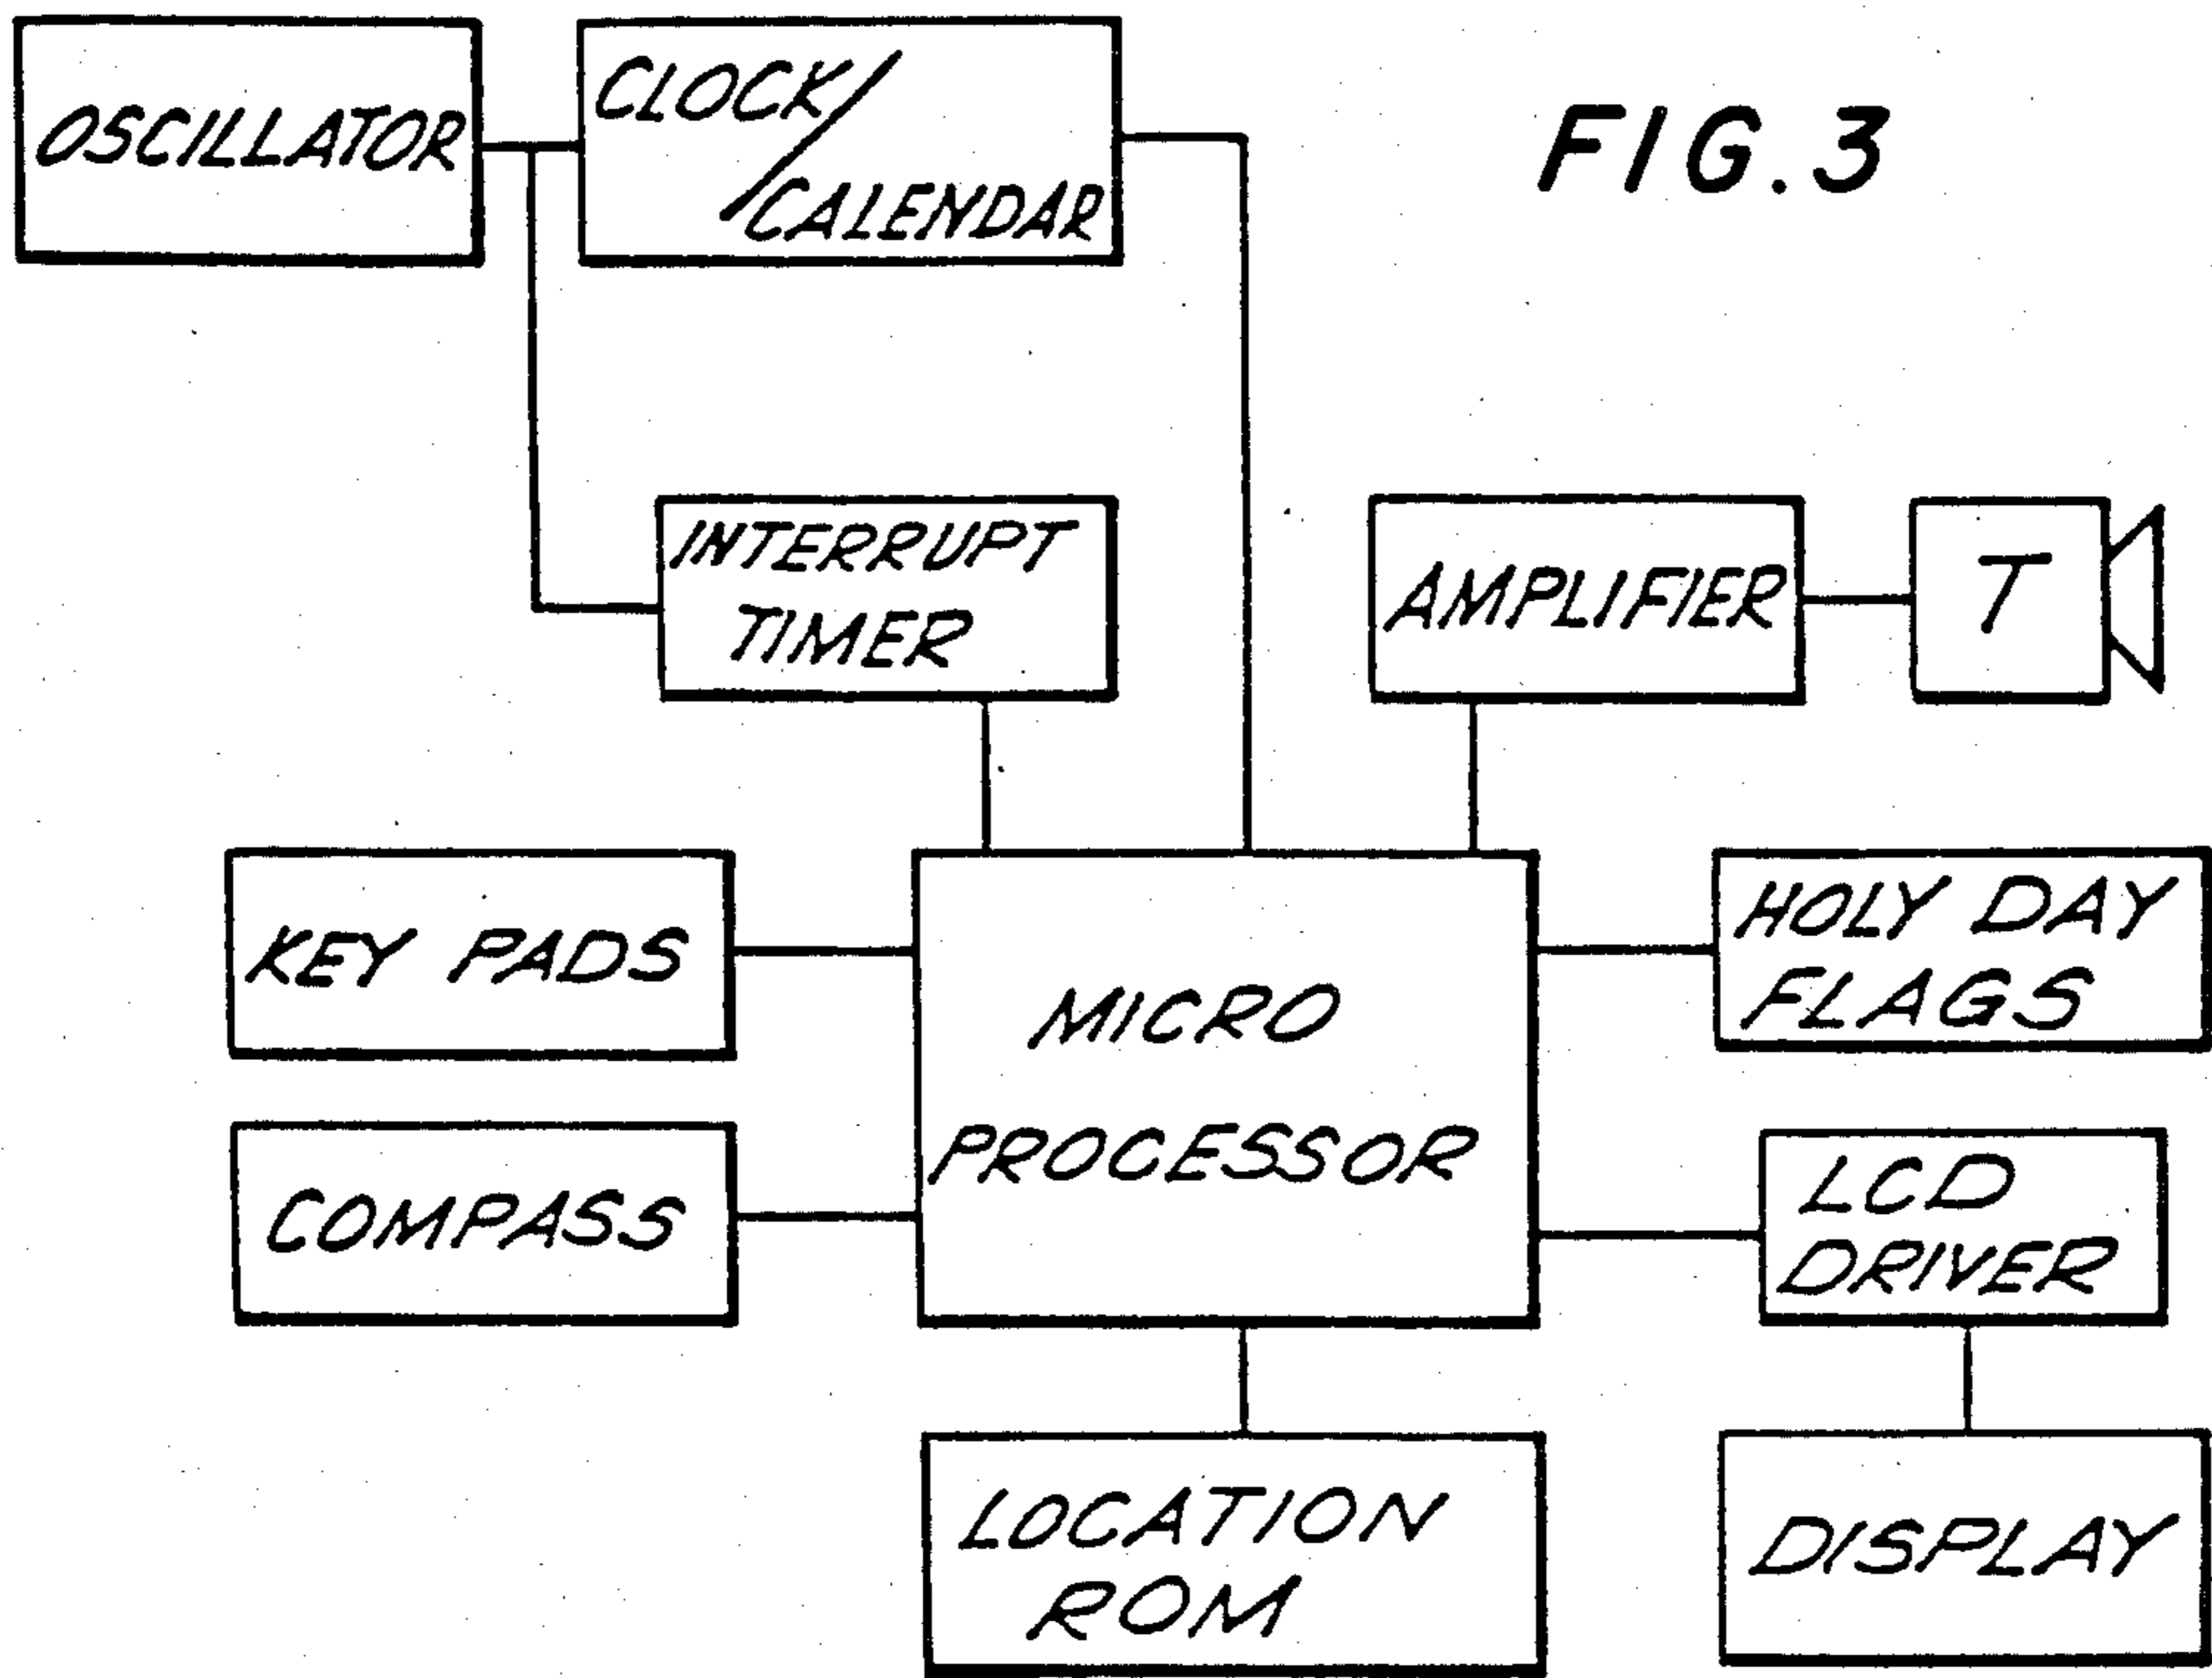 OSCILLATOR
CLOCK/
/CALENDAR
FIG.3
INTERRUPT
TIMER
AMPLIFIER
T
KEY PADS
MICRO
PROCESSOR
HOLY DAY
FLAGS
COMPASS
LCD
DRIVER
LOCATION
ROM
DISPLAY